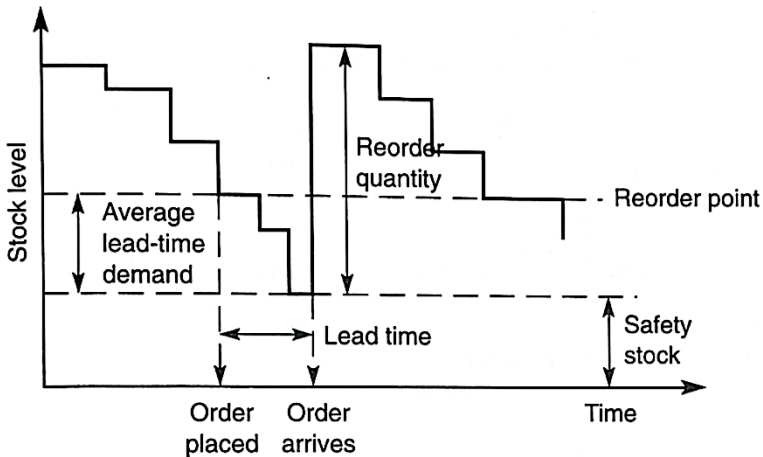 Stock level
Reorder
quantity
Reorder point
Average
lead-time
demand
Lead time
Safety
stock
Order
placed
Order
arrives
Time